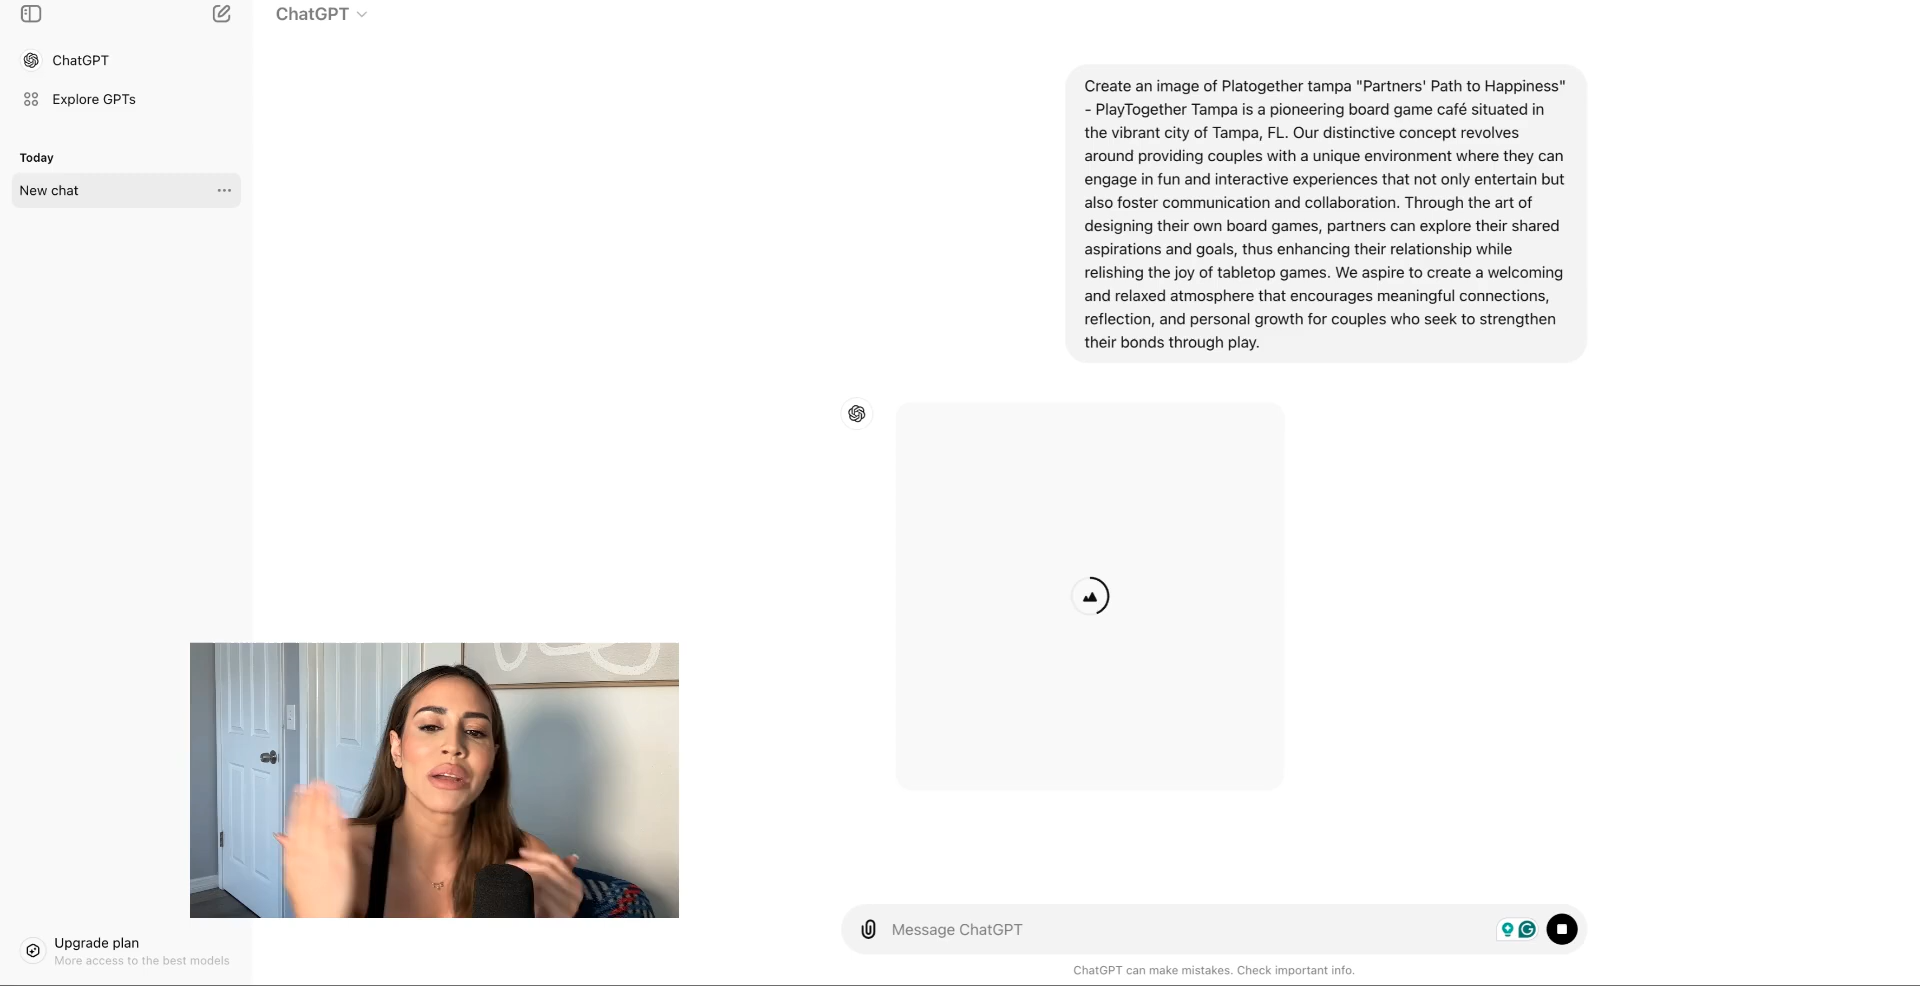 ChatGPT
ChatGPT
Explore GPTs
Today
New chat
Create an image of Platogether tampa "Partners' Path to Happiness"
- PlayTogether Tampa is a pioneering board game café situated in
the vibrant city of Tampa, FL. Our distinctive concept revolves
around providing couples with a unique environment where they can
engage in fun and interactive experiences that not only entertain but
also foster communication and collaboration. Through the art of
designing their own board games, partners can explore their shared
aspirations and goals, thus enhancing their relationship while
relishing the joy of tabletop games. We aspire to create a welcoming
and relaxed atmosphere that encourages meaningful connections,
reflection, and personal growth for couples who seek to strengthen
their bonds through play.
Upgrade plan
More access to the best models
Message ChatGPT
ChatGPT can make mistakes. Check important info.